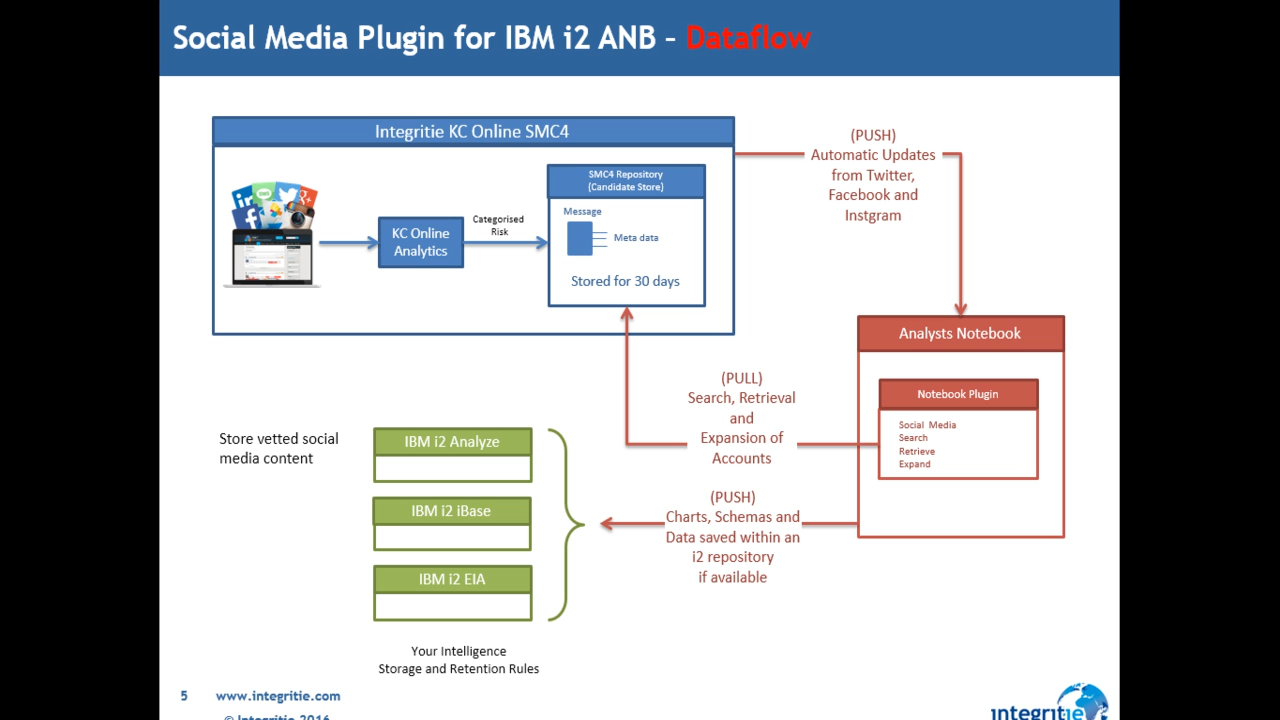 Social Media Plugin for IBM i2 ANB – Dataflow
Integritie KC Online SMC4
SMC4 Repository
(Candidate Store)
Message
Meta data
Stored for 30 days
in
SMS
f
g+
KC Online
Analytics
Categorised
Risk
(PUSH)
Automatic Updates
from Twitter,
Facebook and
Instgram
Analysts Notebook
Notebook Plugin
Social Media
Search
Retrieve
Expand
(PULL)
Search, Retrieval
and
Expansion of
Accounts
(PUSH)
Charts, Schemas and
Data saved within an
i2 repository
if available
Store vetted social
media content
IBM i2 Analyze
IBM i2 iBase
IBM i2 EIA
Your Intelligence
Storage and Retention Rules
5 www.integritie.com
© Integritie 2016
integritie